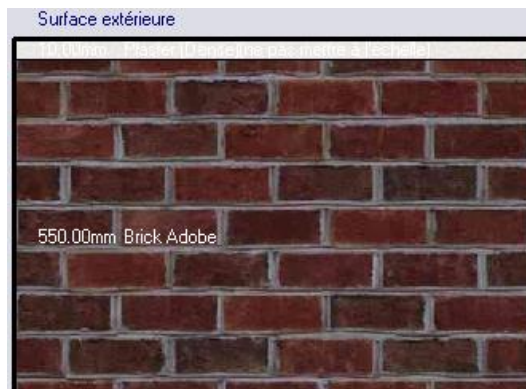 Surface extérieure
10.00mm Plaster (Dense)(ne pas mettre à l'échelle)
550.00mm Brick Adobe